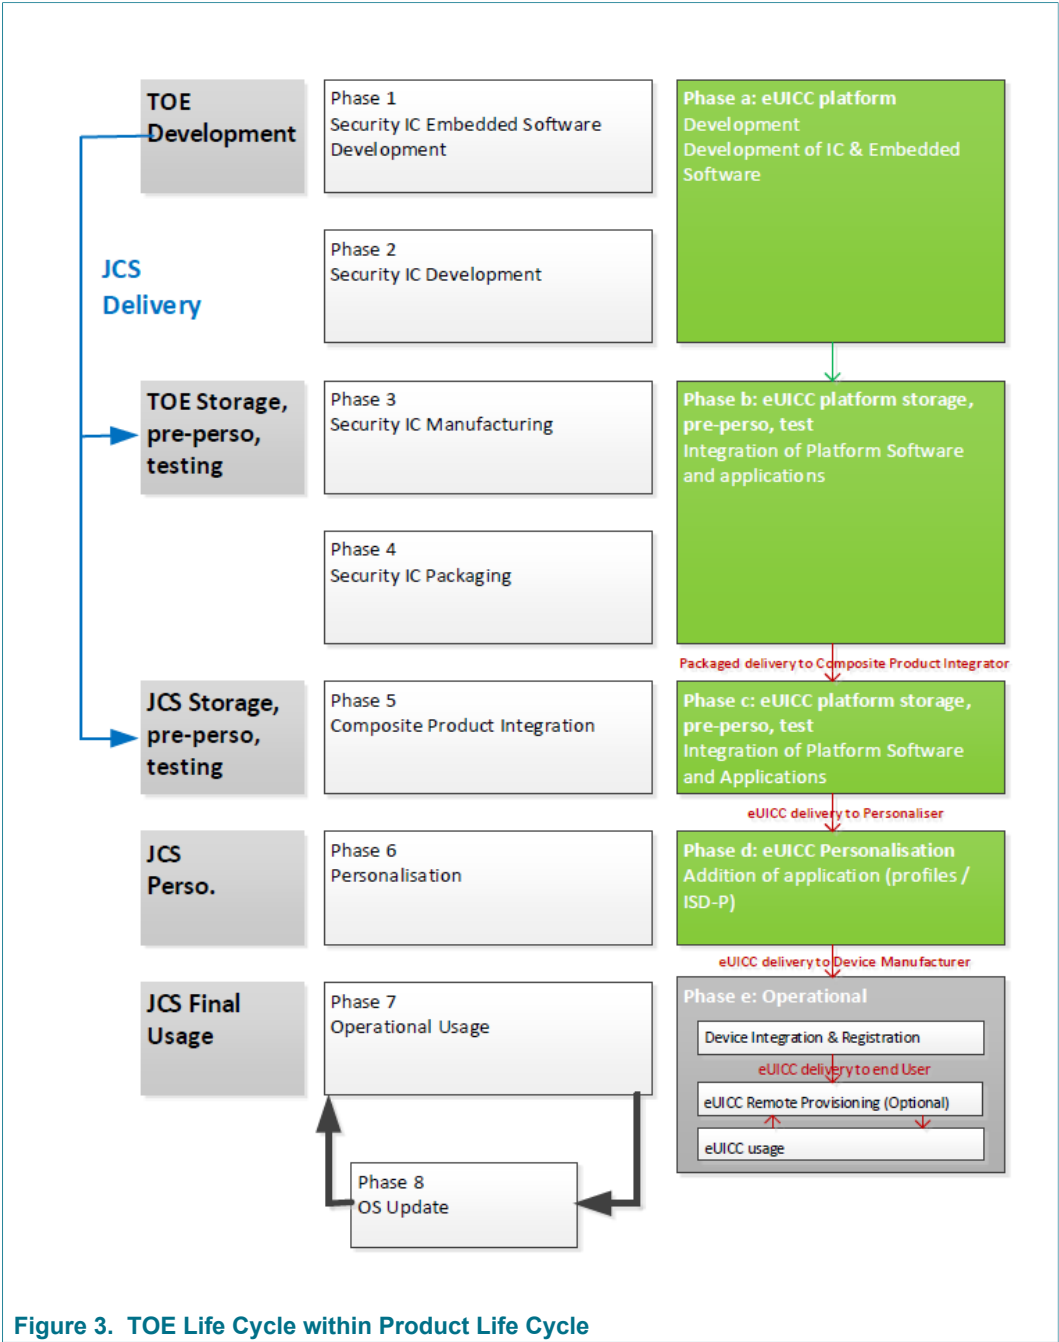 TOE
Development
Phase 1
Security IC Embedded Software
Development
Phase a: eUICC platform
Development
Development of IC & Embedded
Software
JCS
Delivery
Phase 2
Security IC Development
TOE Storage,
pre-perso,
testing
Phase 3
Security IC Manufacturing
Phase b: eUICC platform storage,
pre-perso, test
Integration of Platform Software
and applications
Phase 4
Security IC Packaging
Packaged delivery to Composite Product Integrator
JCS Storage,
pre-perso,
testing
Phase 5
Composite Product Integration
Phase c: eUICC platform storage,
pre-perso, test
Integration of Platform Software
and Applications
eUICC delivery to Personaliser
JCS
Perso.
Phase 6
Personalisation
Phase d: eUICC Personalisation
Addition of application (profiles /
ISD-P)
eUICC delivery to Device Manufacturer
JCS Final
Usage
Phase 7
Operational Usage
Phase e: Operational
Device Integration & Registration
eUICC delivery to end User
eUICC Remote Provisioning (Optional)
eUICC usage
Phase 8
OS Update
Figure 3. TOE Life Cycle within Product Life Cycle